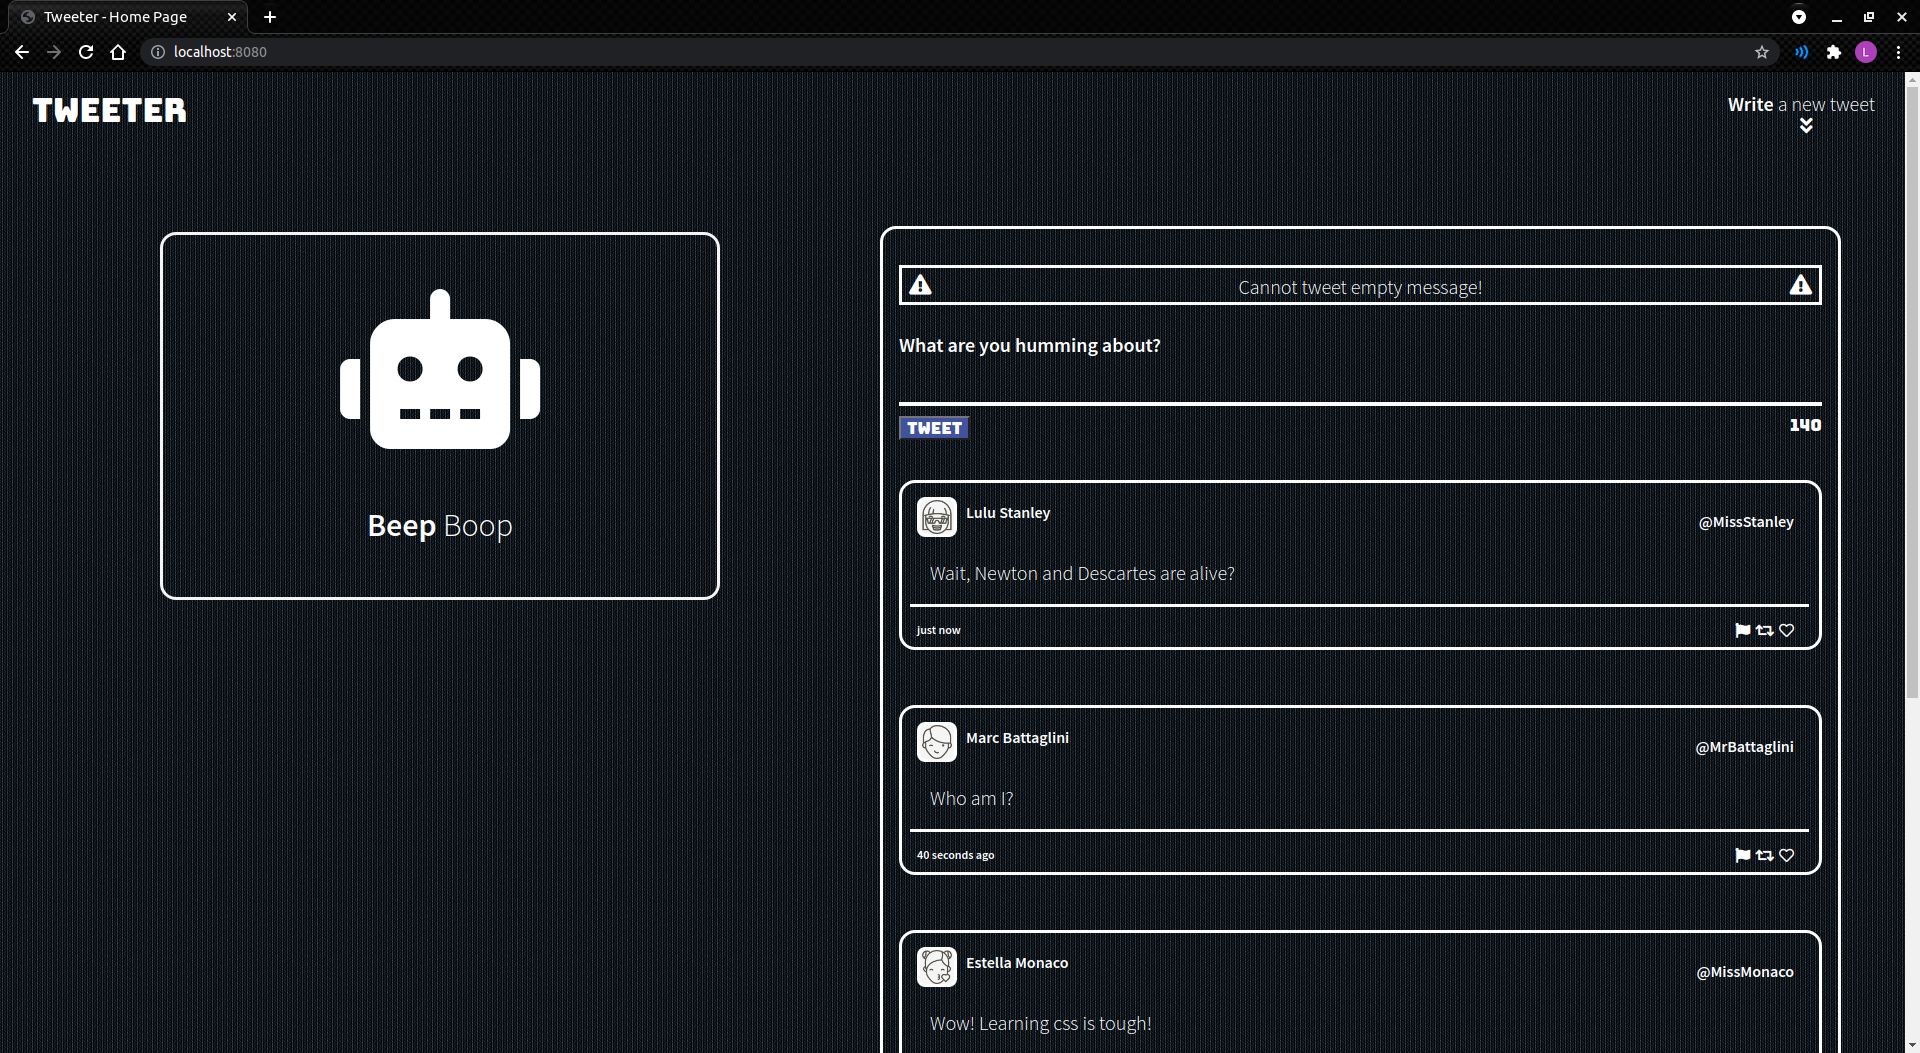 Tweeter - Home Page
localhost:8080
L
TWEETER
Write a new tweet
Beep Boop
Cannot tweet empty message!
What are you humming about?
TWEET
140
Lulu Stanley
@MissStanley
Wait, Newton and Descartes are alive?
just now
Marc Battaglini
@MrBattaglini
Who am I?
40 seconds ago
Estella Monaco
@MissMonaco
Wow! Learning css is tough!